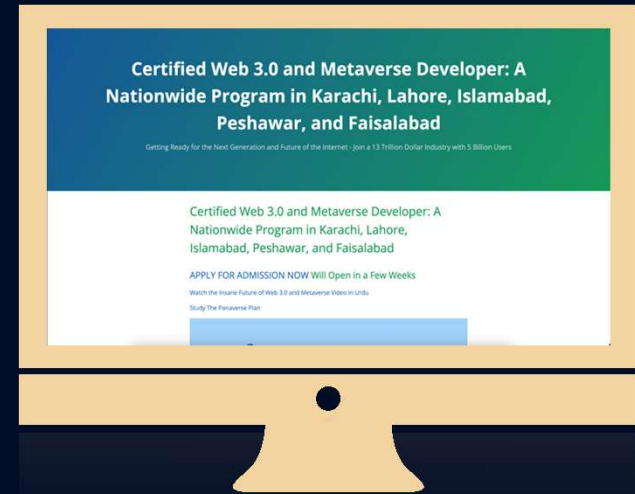 Certified Web 3.0 and Metaverse Developer: A
Nationwide Program in Karachi, Lahore, Islamabad,
Peshawar, and Faisalabad
Getting Ready for the Next Generation and Future of the Internet - Join a 13 Trillion Dollar Industry with 5 Billion Users
Certified Web 3.0 and Metaverse Developer: A
Nationwide Program in Karachi, Lahore,
Islamabad, Peshawar, and Faisalabad
APPLY FOR ADMISSION NOW Will Open in a Few Weeks
Watch the Insane Future of Web 3.0 and Metaverse Video in Urdu
Study The Panaverse Plan